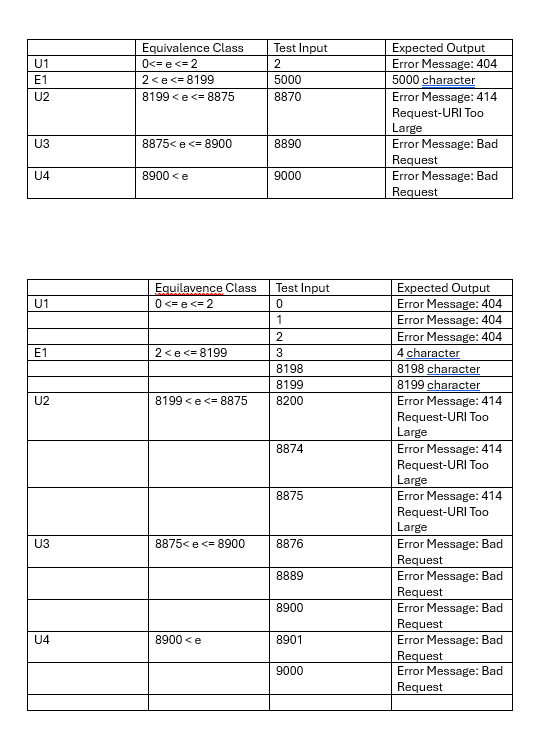 Equivalence Class Test Input Expected Output
U1 0<= e <= 2 2 Error Message: 404
E1 2 < e <= 8199 5000 5000 character
U2 8199 < e <= 8875 8870 Error Message: 414
Request-URI Too
Large
U3 8875< e <= 8900 8890 Error Message: Bad
Request
U4 8900 < e 9000 Error Message: Bad
Request
Equilavence Class Test Input Expected Output
U1 0 <= e <= 2 0 Error Message: 404
1 Error Message: 404
2 Error Message: 404
E1 2 < e <= 8199 3 4 character
8198 8198 character
8199 8199 character
U2 8199 < e <= 8875 8200 Error Message: 414
Request-URI Too
Large
8874 Error Message: 414
Request-URI Too
Large
8875 Error Message: 414
Request-URI Too
Large
U3 8875< e <= 8900 8876 Error Message: Bad
Request
8889 Error Message: Bad
Request
8900 Error Message: Bad
Request
U4 8900 < e 8901 Error Message: Bad
Request
9000 Error Message: Bad
Request